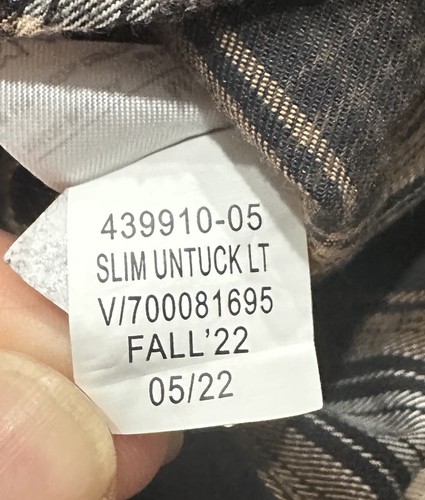 439910-05
SLIM UNTUCK LT
V/700081695
FALL'22
05/22